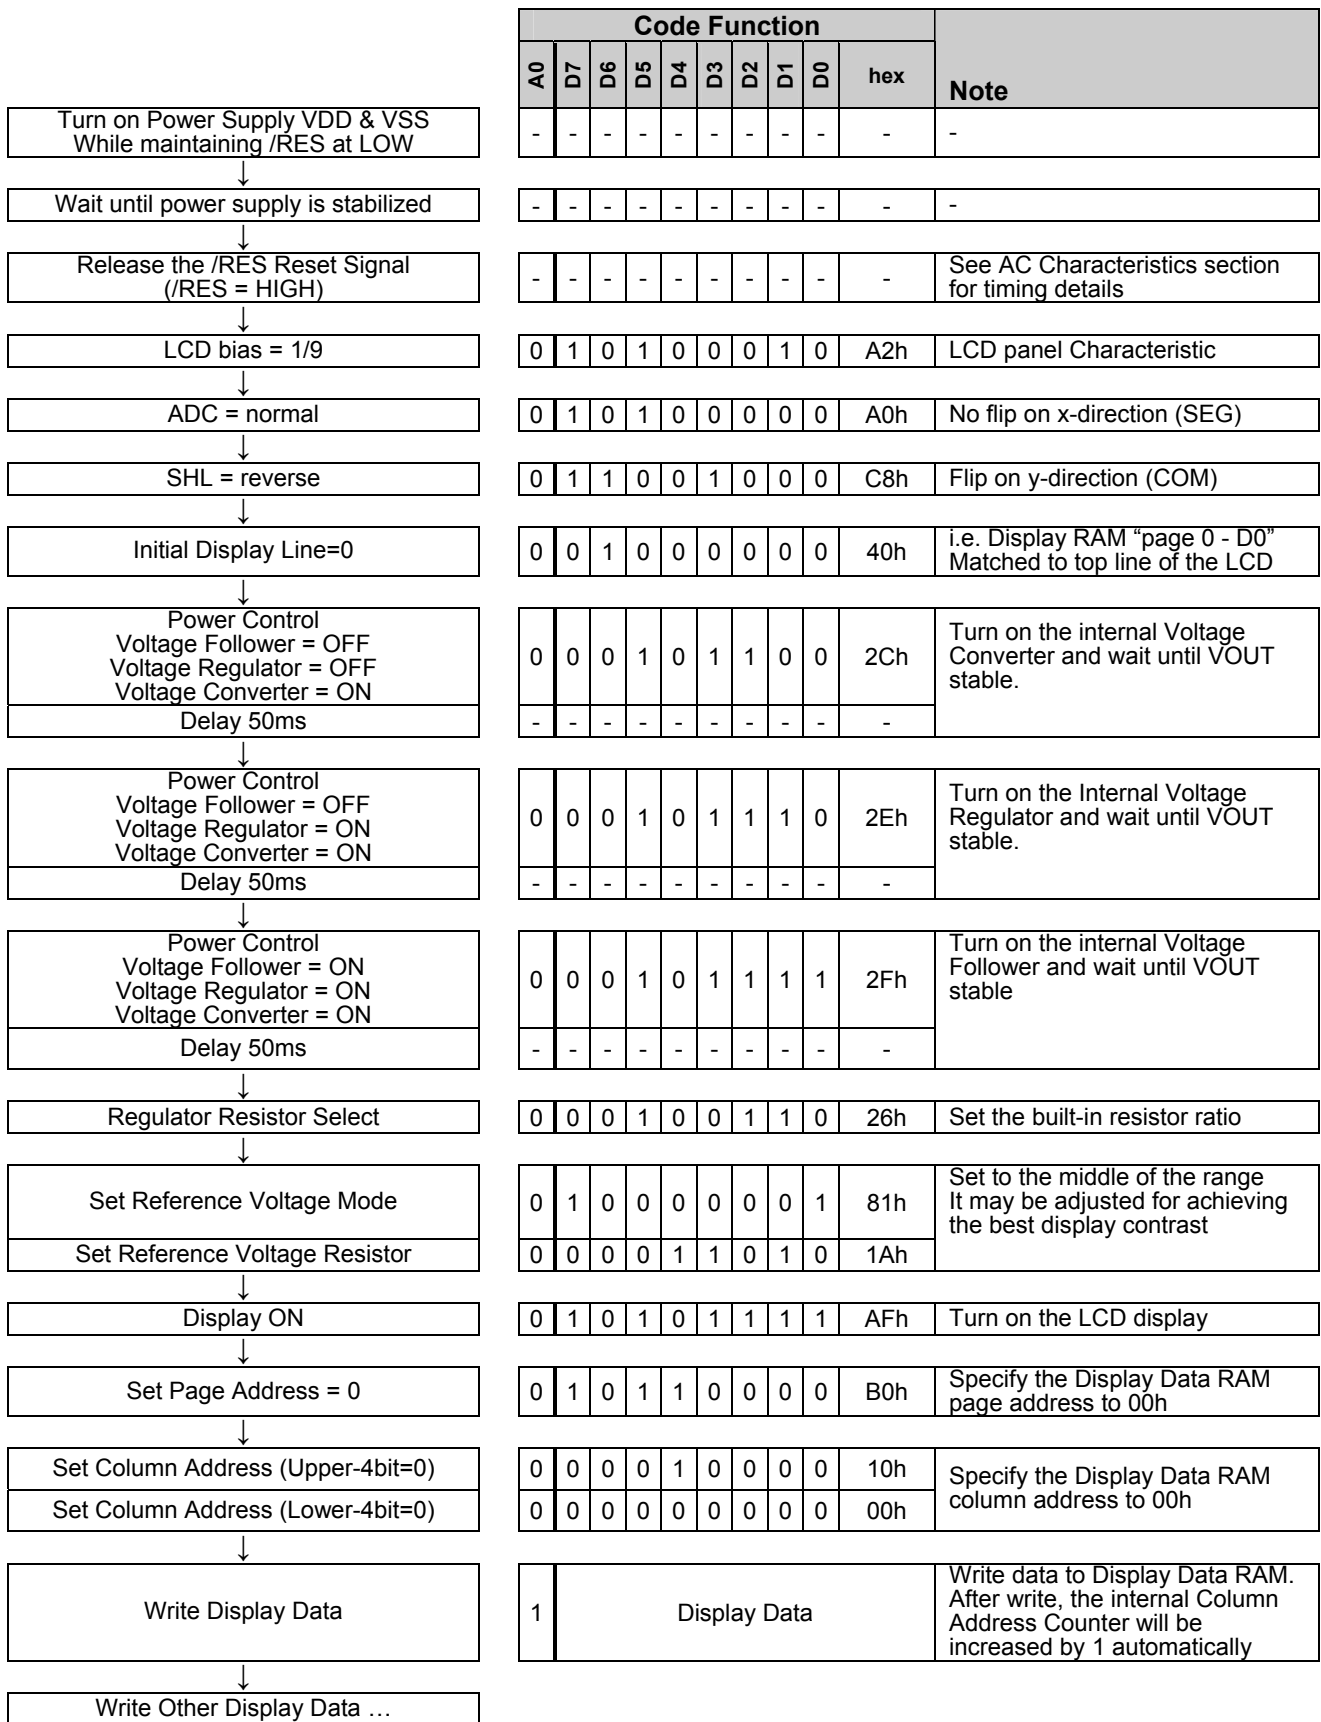 Code Function
A0 D7 D6 D5 D4 D3 D2 D1 D0 hex Note
Turn on Power Supply VDD & VSS
While maintaining /RES at LOW
- - - - - - - - - - -
↓
Wait until power supply is stabilized - - - - - - - - - - -
↓
Release the /RES Reset Signal
(/RES = HIGH)
- - - - - - - - - -
See AC Characteristics section
for timing details
↓
LCD bias = 1/9 0 1 0 1 0 0 0 1 0 A2h LCD panel Characteristic
↓
ADC = normal 0 1 0 1 0 0 0 0 0 A0h No flip on x-direction (SEG)
↓
SHL = reverse 0 1 1 0 0 1 0 0 0 C8h Flip on y-direction (COM)
↓
Initial Display Line=0 0 0 1 0 0 0 0 0 0 40h
i.e. Display RAM “page 0 - D0”
Matched to top line of the LCD
↓
Power Control
Voltage Follower = OFF
Voltage Regulator = OFF
Voltage Converter = ON
0 0 0 1 0 1 1 0 0 2Ch
Turn on the internal Voltage
Converter and wait until VOUT
stable.
Delay 50ms - - - - - - - - - -
↓
Power Control
Voltage Follower = OFF
Voltage Regulator = ON
Voltage Converter = ON
0 0 0 1 0 1 1 1 0 2Eh
Turn on the Internal Voltage
Regulator and wait until VOUT
stable.
Delay 50ms - - - - - - - - - -
↓
Power Control
Voltage Follower = ON
Voltage Regulator = ON
Voltage Converter = ON
0 0 0 1 0 1 1 1 1 2Fh
Turn on the internal Voltage
Follower and wait until VOUT
stable
Delay 50ms - - - - - - - - - -
↓
Regulator Resistor Select 0 0 0 1 0 0 1 1 0 26h Set the built-in resistor ratio
↓
Set Reference Voltage Mode 0 1 0 0 0 0 0 0 1 81h
Set to the middle of the range
It may be adjusted for achieving
the best display contrast
Set Reference Voltage Resistor 0 0 0 0 1 1 0 1 0 1Ah
↓
Display ON 0 1 0 1 0 1 1 1 1 AFh Turn on the LCD display
↓
Set Page Address = 0 0 1 0 1 1 0 0 0 0 B0h
Specify the Display Data RAM
page address to 00h
↓
Set Column Address (Upper-4bit=0) 0 0 0 0 1 0 0 0 0 10h
Set Column Address (Lower-4bit=0) 0 0 0 0 0 0 0 0 0 00h
Specify the Display Data RAM
column address to 00h
↓
Write Display Data 1 Display Data
Write data to Display Data RAM.
After write, the internal Column
Address Counter will be
increased by 1 automatically
↓
Write Other Display Data …